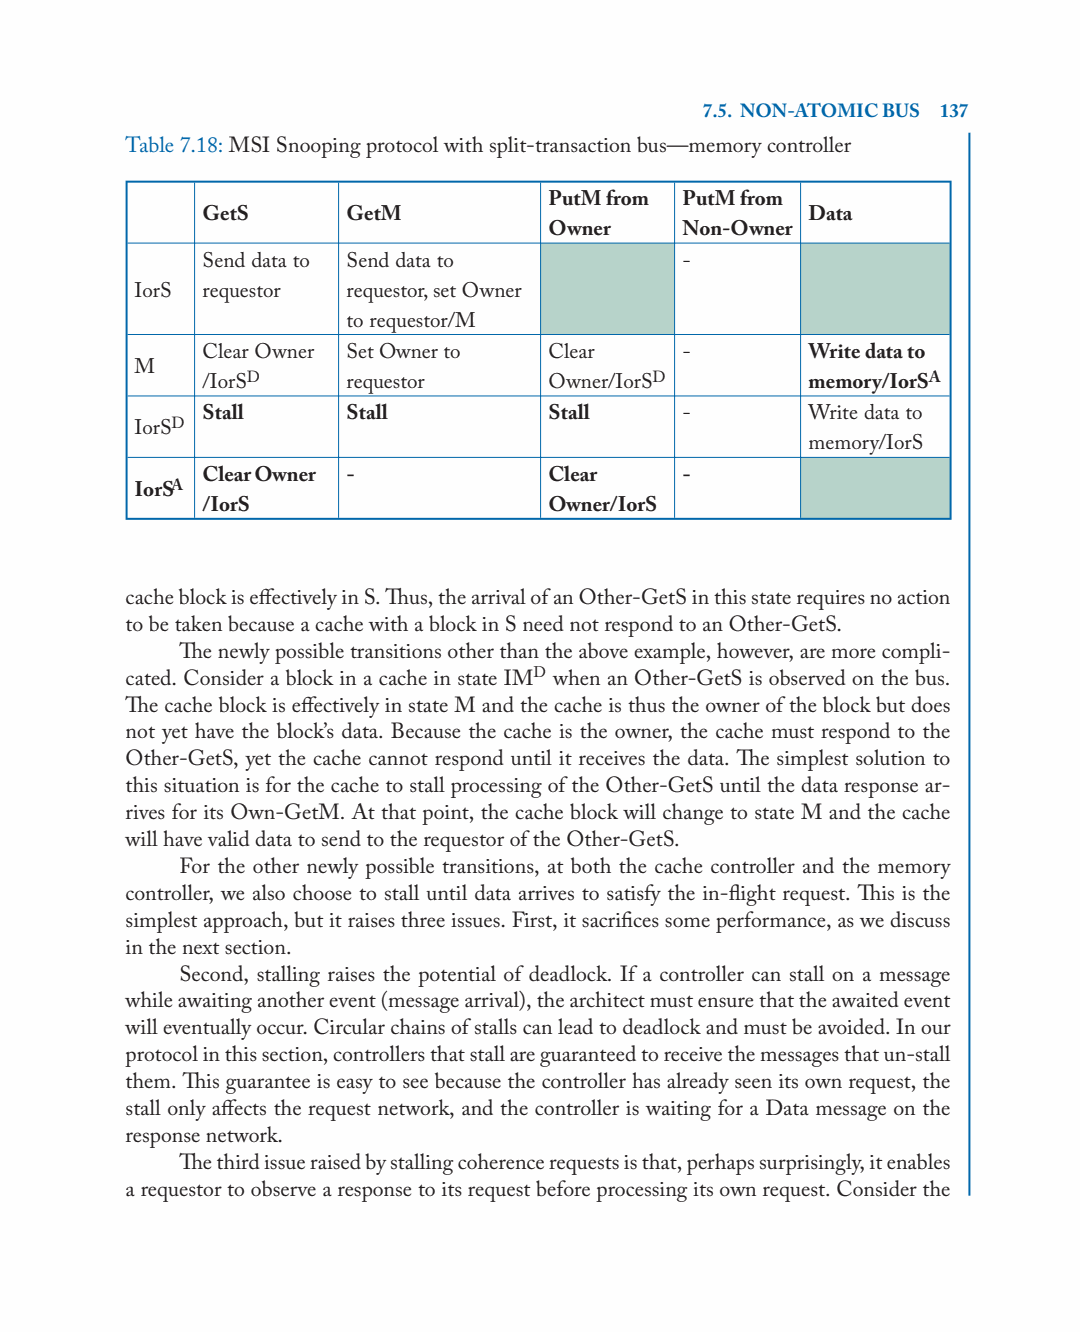 7.5. NON-ATOMIC BUS 137
Table 7.18: MSI Snooping protocol with split-transaction bus—memory controller
GetS GetM PutM from Owner PutM from Non-Owner Data
IorS Send data to requestor Send data to requestor, set Owner to requestor/M -
M Clear Owner /IorSD Set Owner to requestor Clear Owner/IorSD - Write data to memory/IorSA
IorSD Stall Stall Stall - Write data to memory/IorS
IorSA Clear Owner /IorS - Clear Owner/IorS -
cache block is effectively in S. Thus, the arrival of an Other-GetS in this state requires no action
to be taken because a cache with a block in S need not respond to an Other-GetS.
The newly possible transitions other than the above example, however, are more compli-
cated. Consider a block in a cache in state IMD when an Other-GetS is observed on the bus.
The cache block is effectively in state M and the cache is thus the owner of the block but does
not yet have the block's data. Because the cache is the owner, the cache must respond to the
Other-GetS, yet the cache cannot respond until it receives the data. The simplest solution to
this situation is for the cache to stall processing of the Other-GetS until the data response ar-
rives for its Own-GetM. At that point, the cache block will change to state M and the cache
will have valid data to send to the requestor of the Other-GetS.
For the other newly possible transitions, at both the cache controller and the memory
controller, we also choose to stall until data arrives to satisfy the in-flight request. This is the
simplest approach, but it raises three issues. First, it sacrifices some performance, as we discuss
in the next section.
Second, stalling raises the potential of deadlock. If a controller can stall on a message
while awaiting another event (message arrival), the architect must ensure that the awaited event
will eventually occur. Circular chains of stalls can lead to deadlock and must be avoided. In our
protocol in this section, controllers that stall are guaranteed to receive the messages that un-stall
them. This guarantee is easy to see because the controller has already seen its own request, the
stall only affects the request network, and the controller is waiting for a Data message on the
response network.
The third issue raised by stalling coherence requests is that, perhaps surprisingly, it enables
a requestor to observe a response to its request before processing its own request. Consider the